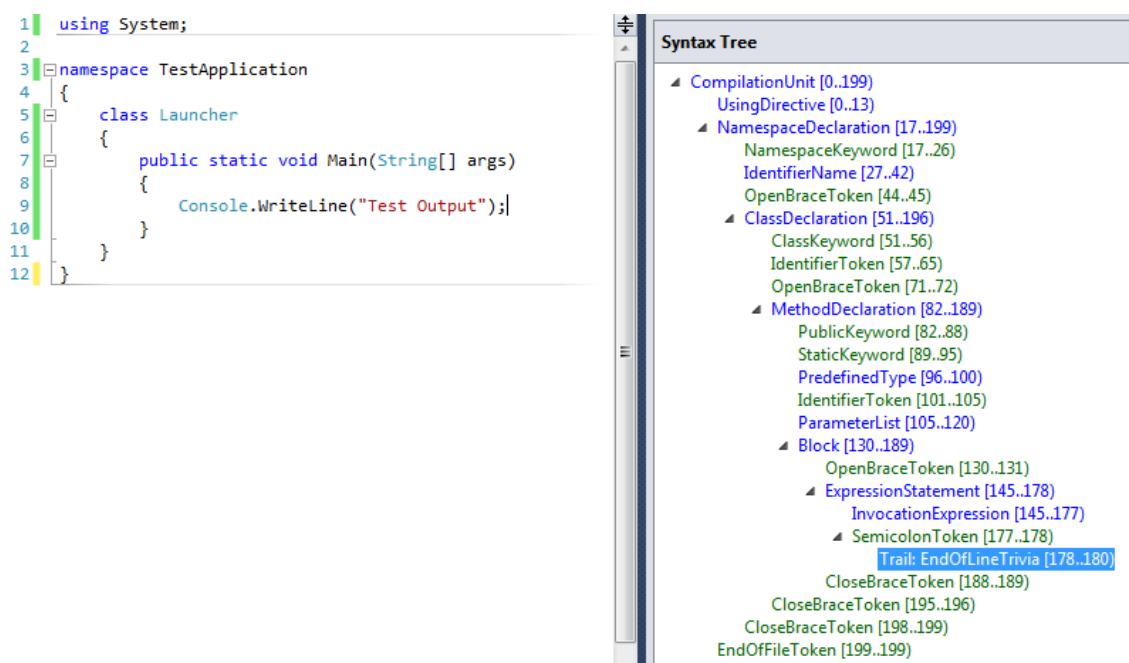 1 using System;
2
3 namespace TestApplication
4 {
5 class Launcher
6 {
7 public static void Main(String[] args)
8 {
9 Console.WriteLine("Test Output");
10 }
11 }
12 }
Syntax Tree
CompilationUnit [0..199)
UsingDirective [0..13)
NamespaceDeclaration [17..199)
NamespaceKeyword [17..26)
IdentifierName [27..42)
OpenBraceToken [44..45)
ClassDeclaration [51..196)
ClassKeyword [51..56)
IdentifierToken [57..65)
OpenBraceToken [71..72)
MethodDeclaration [82..189)
PublicKeyword [82..88)
StaticKeyword [89..95)
PredefinedType [96..100)
IdentifierToken [101..105)
ParameterList [105..120)
Block [130..189)
OpenBraceToken [130..131)
ExpressionStatement [145..178)
InvocationExpression [145..177)
SemicolonToken [177..178)
Trail: EndOfLineTrivia [178..180)
CloseBraceToken [188..189)
CloseBraceToken [195..196)
CloseBraceToken [198..199)
EndOfFileToken [199..199)